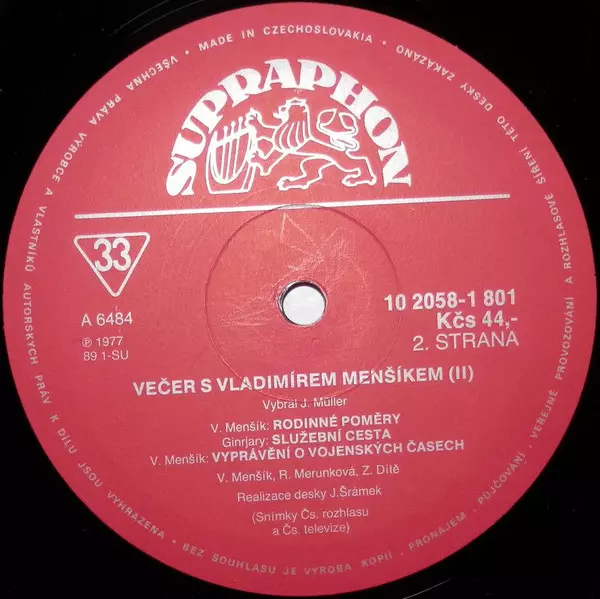 VŠECHNA PRÁVA VÝROBCE A VLASTNÍKŮ AUTORSKÝCH PRÁV K DÍLU JSOU VYHRAZENA • BEZ SOUHLASU JE VÝROBA KOPIÍ, PRONÁJEM, PŮJČOVÁNÍ, VEŘEJNÉ PROVOZOVÁNÍ A ROZHLASOVÉ ŠÍŘENÍ TÉTO DESKY ZAKÁZÁNO • MADE IN CZECHOSLOVAKIA •
SUPRAPHON
33
A 6484
℗ 1977
89 1-SU
10 2058-1 801
Kčs 44,-
2. STRANA
VEČER S VLADIMÍREM MENŠÍKEM (II)
Vybral J. Müller
V. Menšík: RODINNÉ POMĚRY
Ginrjary: SLUŽEBNÍ CESTA
V. Menšík: VYPRÁVĚNÍ O VOJENSKÝCH ČASECH
V. Menšík, R. Merunková, Z. Dítě
Realizace desky J.Šrámek
(Snímky Čs. rozhlasu
a Čs. televize)